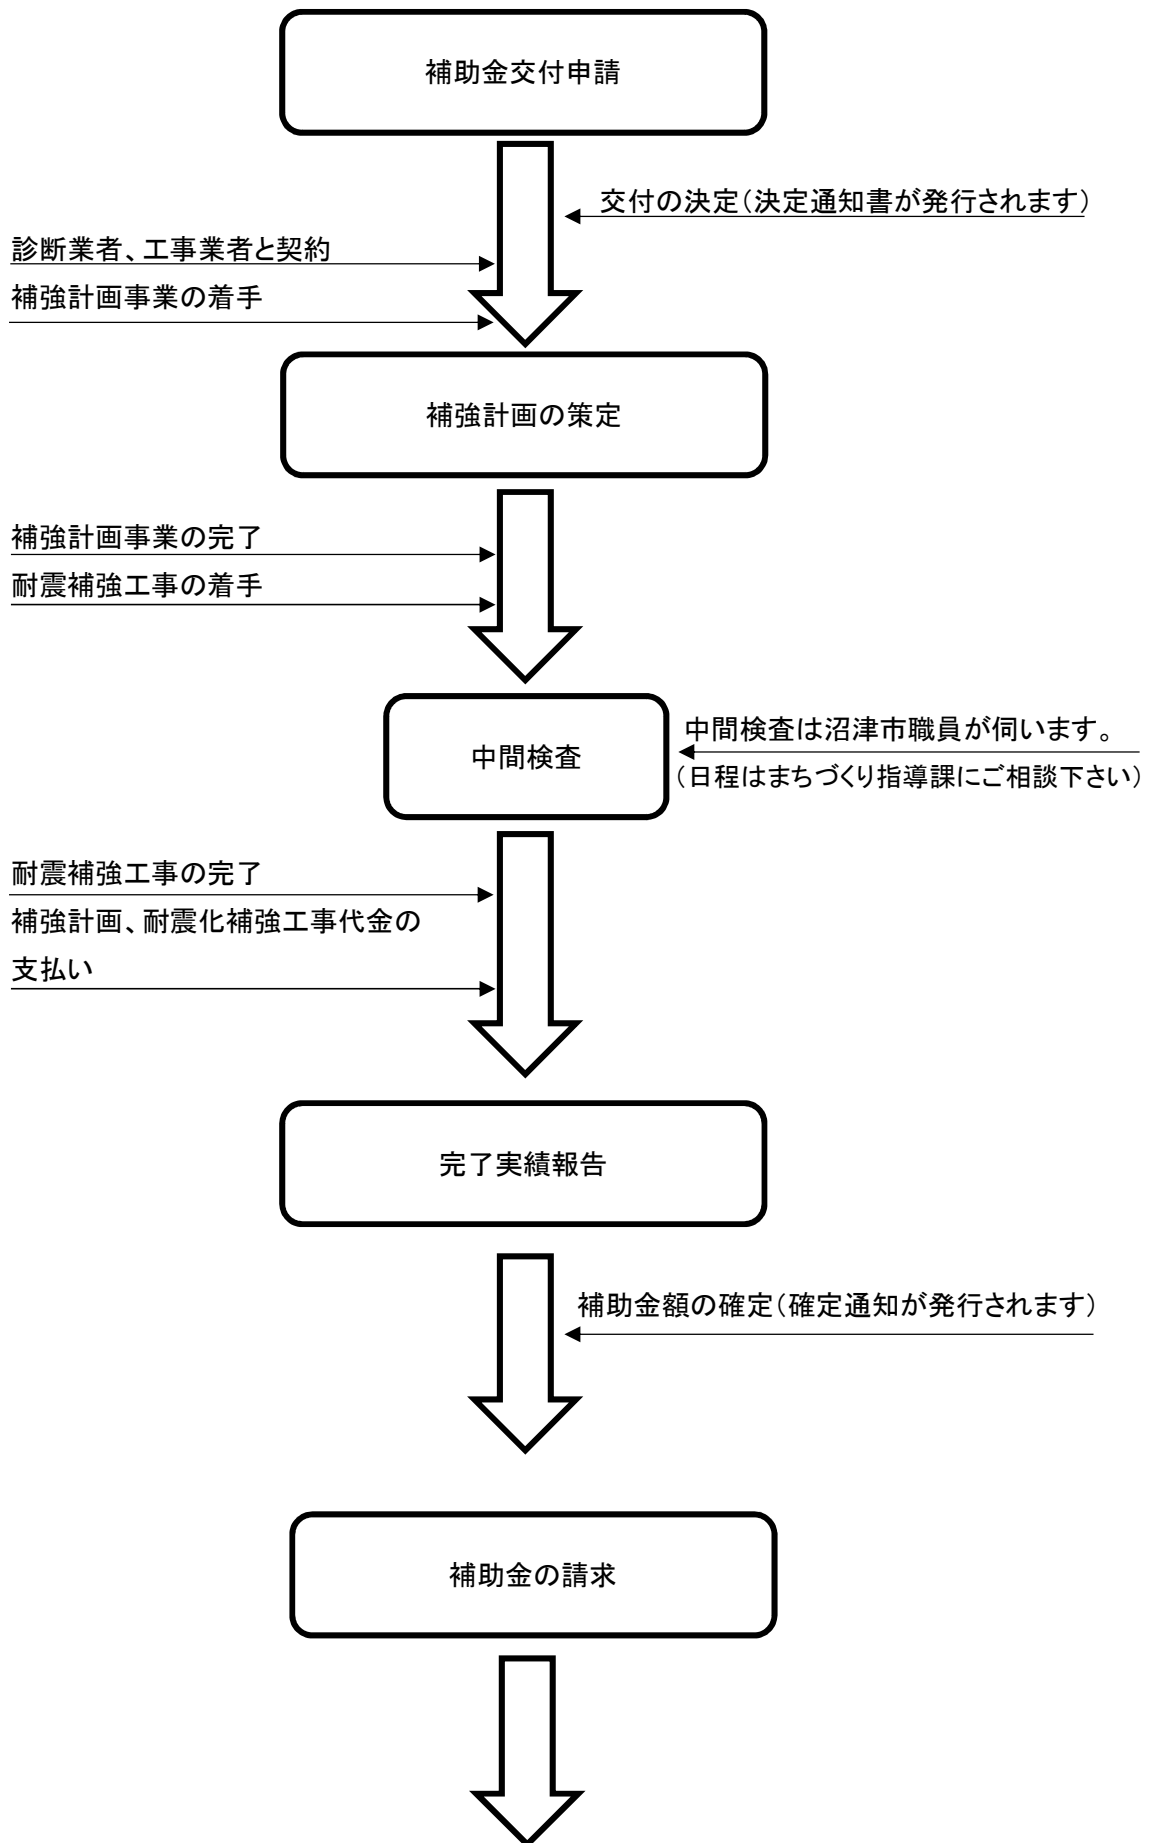 補助金交付申請
交付の決定(決定通知書が発行されます)
診断業者、工事業者と契約
補強計画事業の着手
補強計画の策定
補強計画事業の完了
耐震補強工事の着手
中間検査
中間検査は沼津市職員が伺います。
(日程はまちづくり指導課にご相談下さい)
耐震補強工事の完了
補強計画、耐震化補強工事代金の
支払い
完了実績報告
補助金額の確定(確定通知が発行されます)
補助金の請求